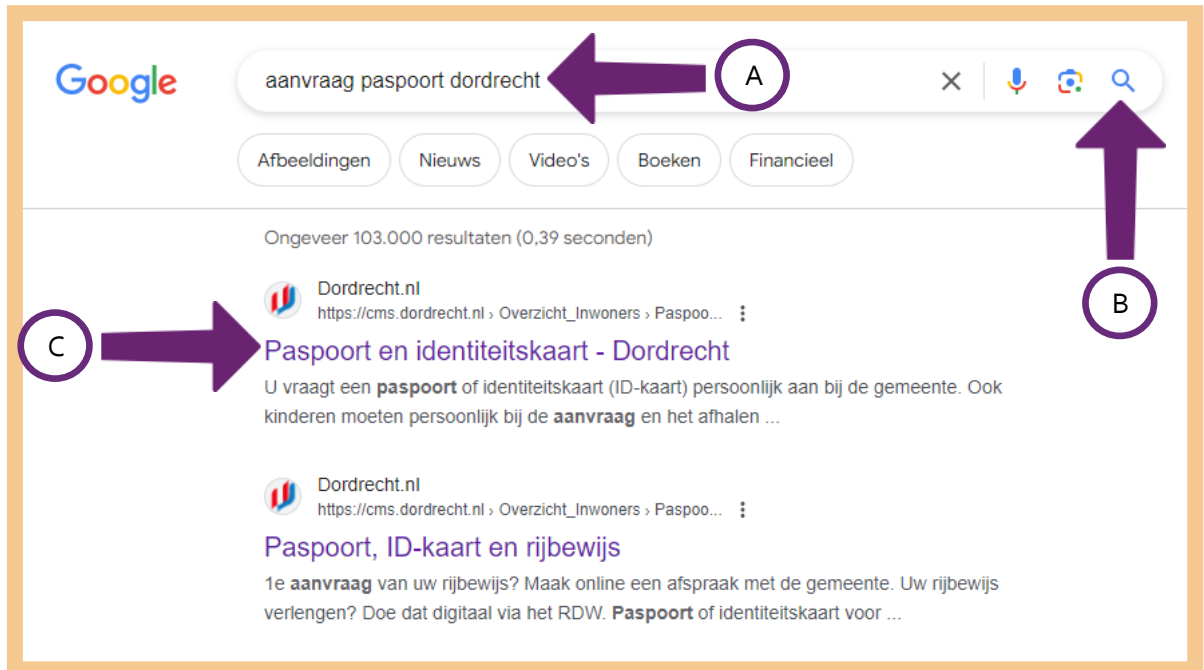 Google
aanvraag paspoort dordrecht
A
Afbeeldingen Nieuws Video's Boeken Financieel
Ongeveer 103.000 resultaten (0,39 seconden)
B
Dordrecht.nl
https://cms.dordrecht.nl › Overzicht_Inwoners › Paspoo...
C
Paspoort en identiteitskaart - Dordrecht
U vraagt een paspoort of identiteitskaart (ID-kaart) persoonlijk aan bij de gemeente. Ook
kinderen moeten persoonlijk bij de aanvraag en het afhalen ...
Dordrecht.nl
https://cms.dordrecht.nl › Overzicht_Inwoners › Paspoo...
Paspoort, ID-kaart en rijbewijs
1e aanvraag van uw rijbewijs? Maak online een afspraak met de gemeente. Uw rijbewijs
verlengen? Doe dat digitaal via het RDW. Paspoort of identiteitskaart voor ...